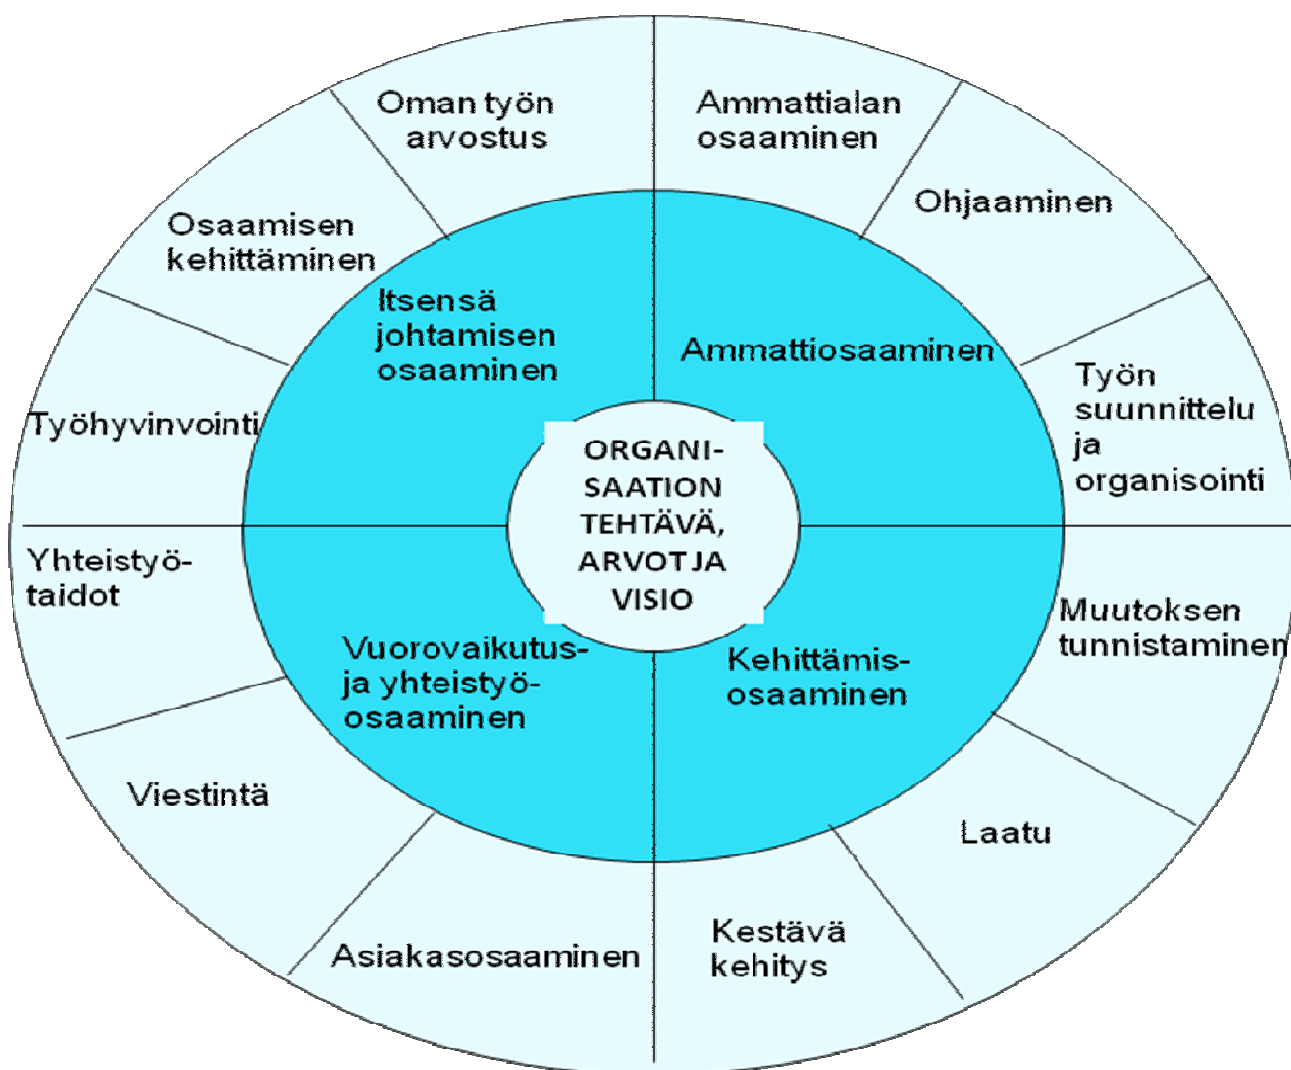 Oman työn
arvostus
Ammattialan
osaaminen
Ohjaaminen
Osaamisen
kehittäminen
Itsensä
johtamisen
osaaminen
Ammattiosaaminen
Työn
suunnittelu
ja
organisointi
Työhyvinvointi
ORGANI-
SAATION
TEHTÄVÄ,
ARVOT JA
VISIO
Yhteistyö-
taidot
Muutoksen
tunnistaminen
Vuorovaikutus-
ja yhteistyö-
osaaminen
Kehittämis-
osaaminen
Viestintä
Laatu
Asiakasosaaminen
Kestävä
kehitys